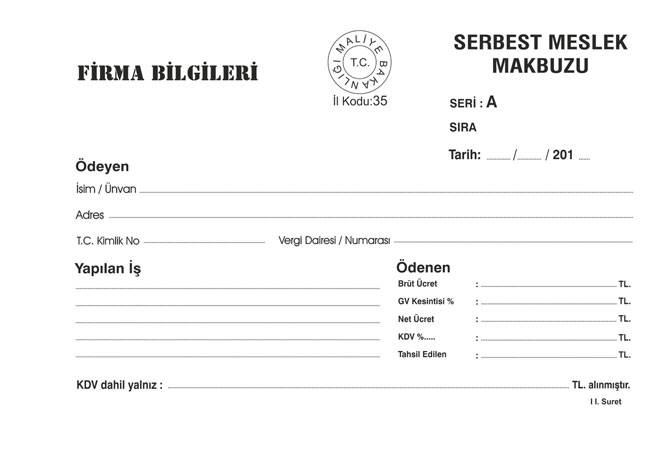 FİRMA BİLGİLERİ
MALİYE BAKANLIĞI
T.C.
İl Kodu:35
SERBEST MESLEK
MAKBUZU
SERİ : A
SIRA
Tarih: ......../......../ 201 ....
Ödeyen
İsim / Ünvan
Adres
T.C. Kimlik No
Vergi Dairesi / Numarası
Yapılan İş
Ödenen
Brüt Ücret : TL.
GV Kesintisi % : TL.
Net Ücret : TL.
KDV %..... : TL.
Tahsil Edilen : TL.
KDV dahil yalnız : TL. alınmıştır.
I I. Suret